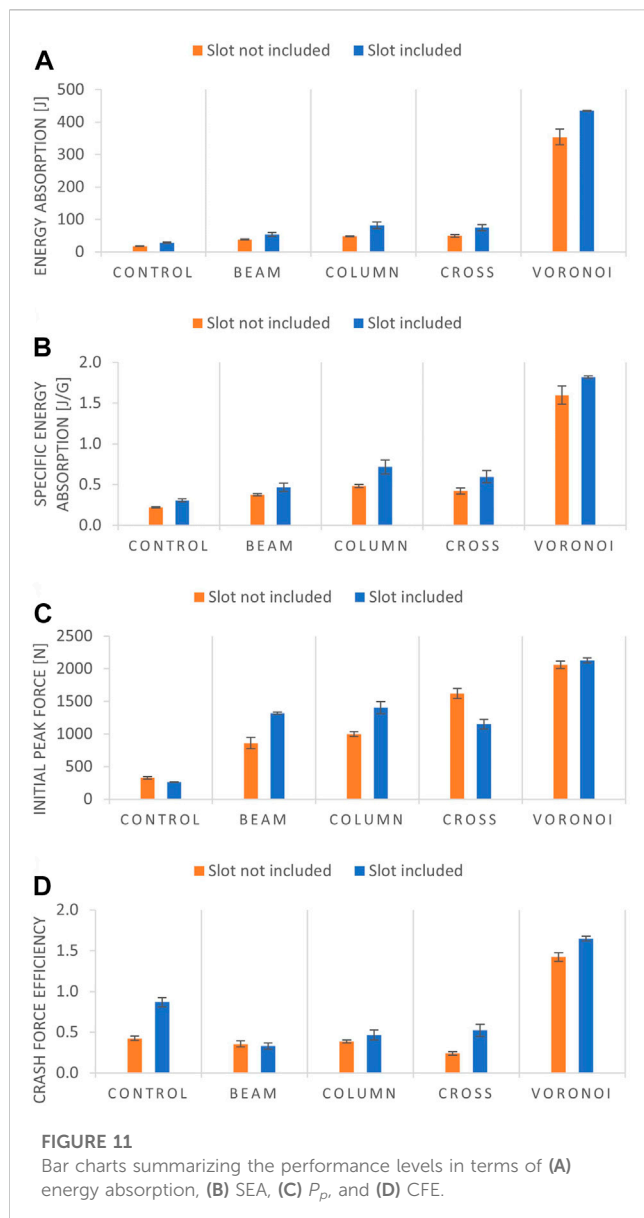 A
Slot not included
Slot included
ENERGY ABSORPTION [J]
500
400
300
200
100
0
CONTROL
BEAM
COLUMN
CROSS
VORONOI
B
Slot not included
Slot included
SPECIFIC ENERGY
ABSORPTION [J/G]
2.0
1.5
1.0
0.5
0.0
CONTROL
BEAM
COLUMN
CROSS
VORONOI
C
Slot not included
Slot included
INITIAL PEAK FORCE [N]
2500
2000
1500
1000
500
0
CONTROL
BEAM
COLUMN
CROSS
VORONOI
D
Slot not included
Slot included
CRASH FORCE EFFICIENCY
2.0
1.5
1.0
0.5
0.0
CONTROL
BEAM
COLUMN
CROSS
VORONOI
FIGURE 11
Bar charts summarizing the performance levels in terms of (A)
energy absorption, (B) SEA, (C) Pp, and (D) CFE.